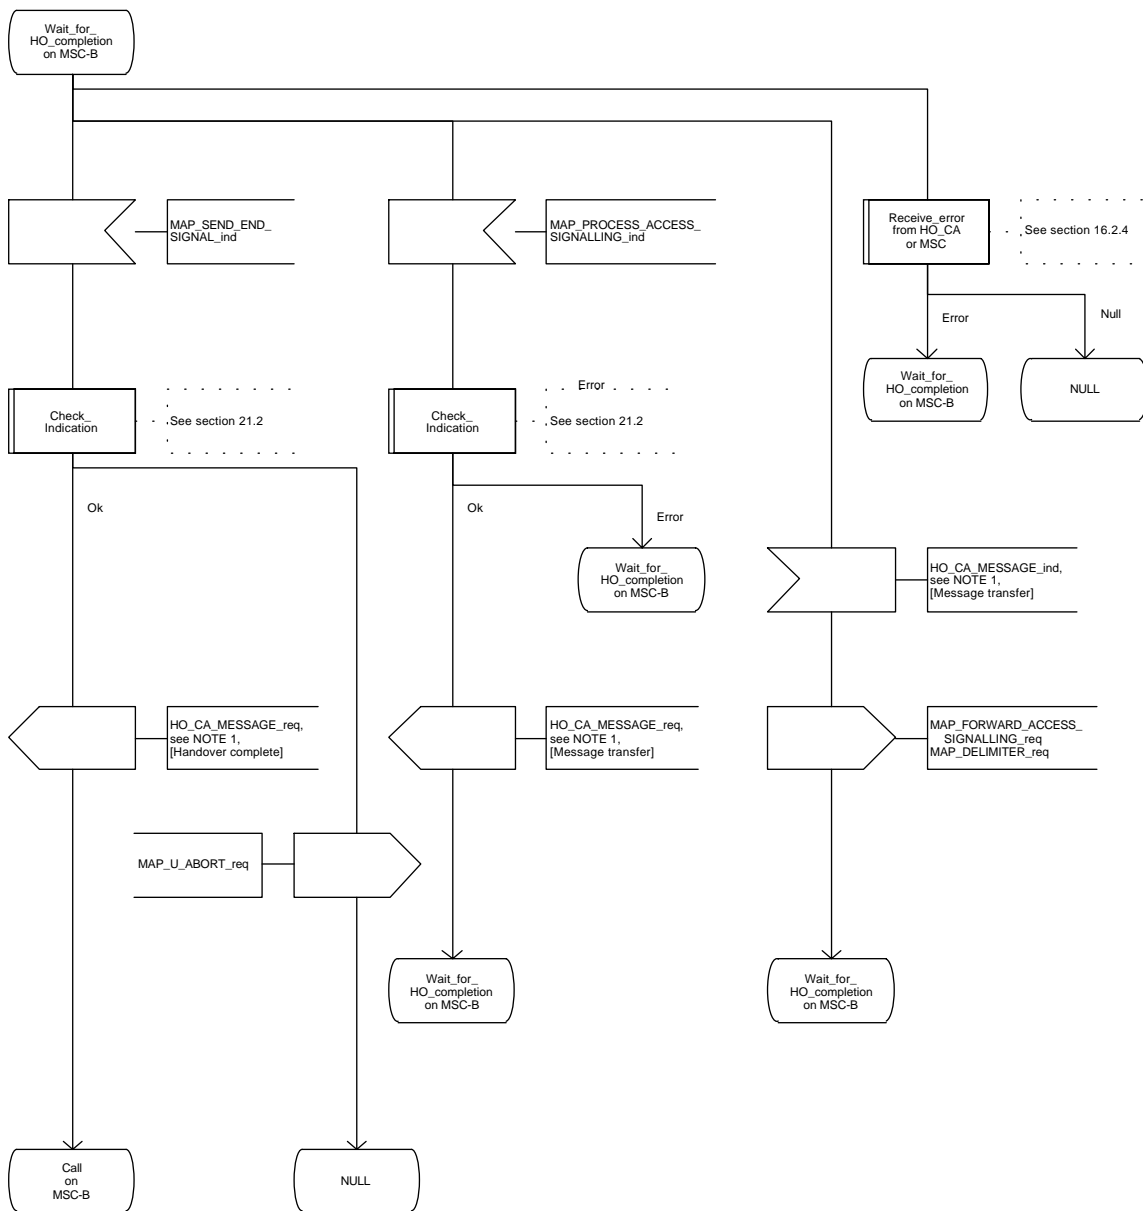 Wait_for_
HO_completion
on MSC-B
MAP_SEND_END_
SIGNAL_ind
MAP_PROCESS_ACCESS_
SIGNALLING_ind
Receive_error
from HO_CA
or MSC
See section 16.2.4
Error
Null
Wait_for_
HO_completion
on MSC-B
NULL
Check_
Indication
See section 21.2
Error
Check_
Indication
See section 21.2
Ok
Ok
Error
Wait_for_
HO_completion
on MSC-B
HO_CA_MESSAGE_ind,
see NOTE 1,
[Message transfer]
HO_CA_MESSAGE_req,
see NOTE 1,
[Handover complete]
HO_CA_MESSAGE_req,
see NOTE 1,
[Message transfer]
MAP_FORWARD_ACCESS_
SIGNALLING_req
MAP_DELIMITER_req
MAP_U_ABORT_req
Wait_for_
HO_completion
on MSC-B
Wait_for_
HO_completion
on MSC-B
Call
on
MSC-B
NULL